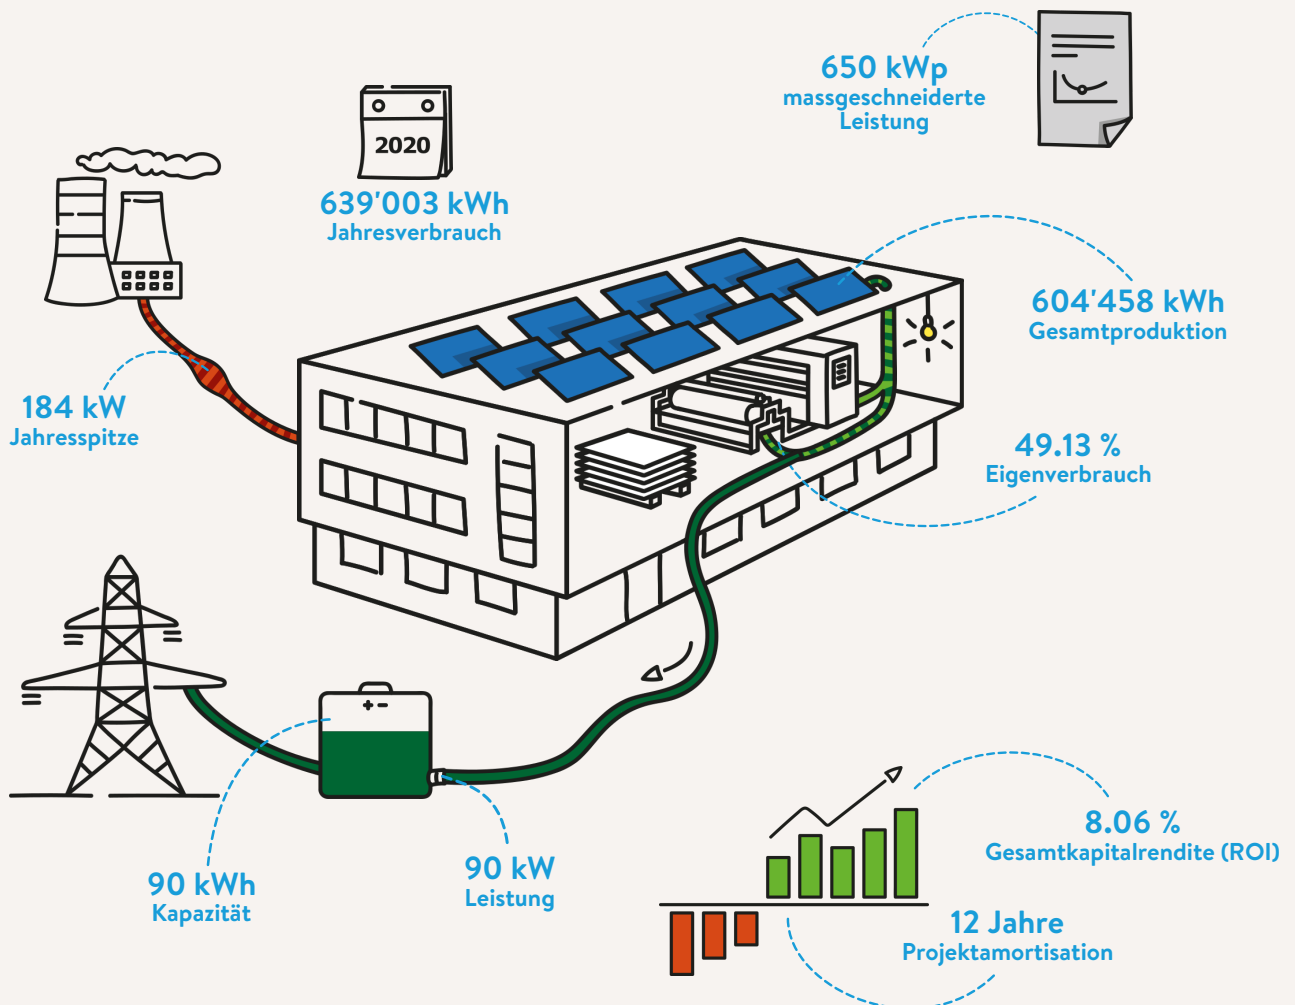 650 kWp
massgeschneiderte
Leistung
2020
639'003 kWh
Jahresverbrauch
604'458 kWh
Gesamtproduktion
184 kW
Jahresspitze
49.13 %
Eigenverbrauch
+ -
90 kWh
Kapazität
90 kW
Leistung
8.06 %
Gesamtkapitalrendite (ROI)
12 Jahre
Projektamortisation